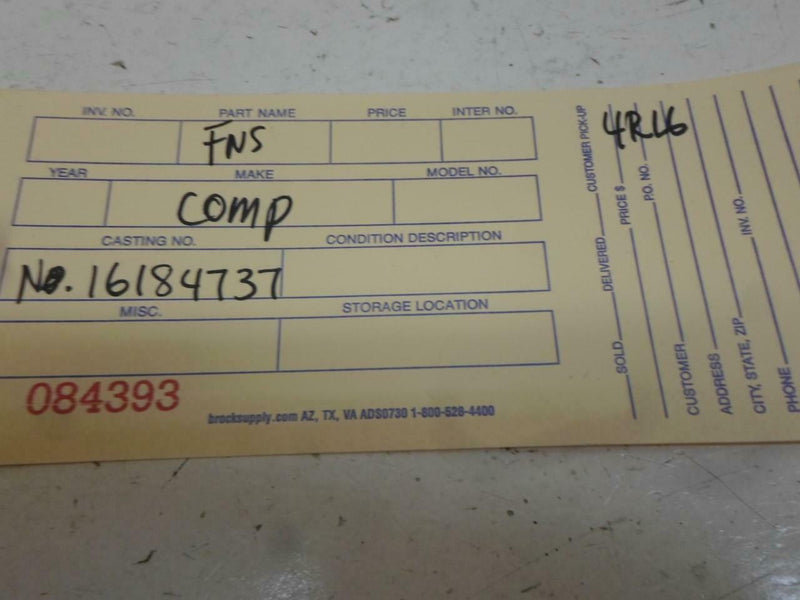 INV. NO. PART NAME PRICE INTER NO.
FNS
YEAR MAKE MODEL NO.
COMP
CASTING NO. CONDITION DESCRIPTION
No. 16184737
MISC. STORAGE LOCATION
084393
brocksupply.com AZ, TX, VA ADS0730 1-800-528-4400
4RL6
SOLD DELIVERED CUSTOMER PICK-UP
PRICE $
P.O. NO.
CUSTOMER
ADDRESS
CITY, STATE, ZIP INV. NO.
PHONE